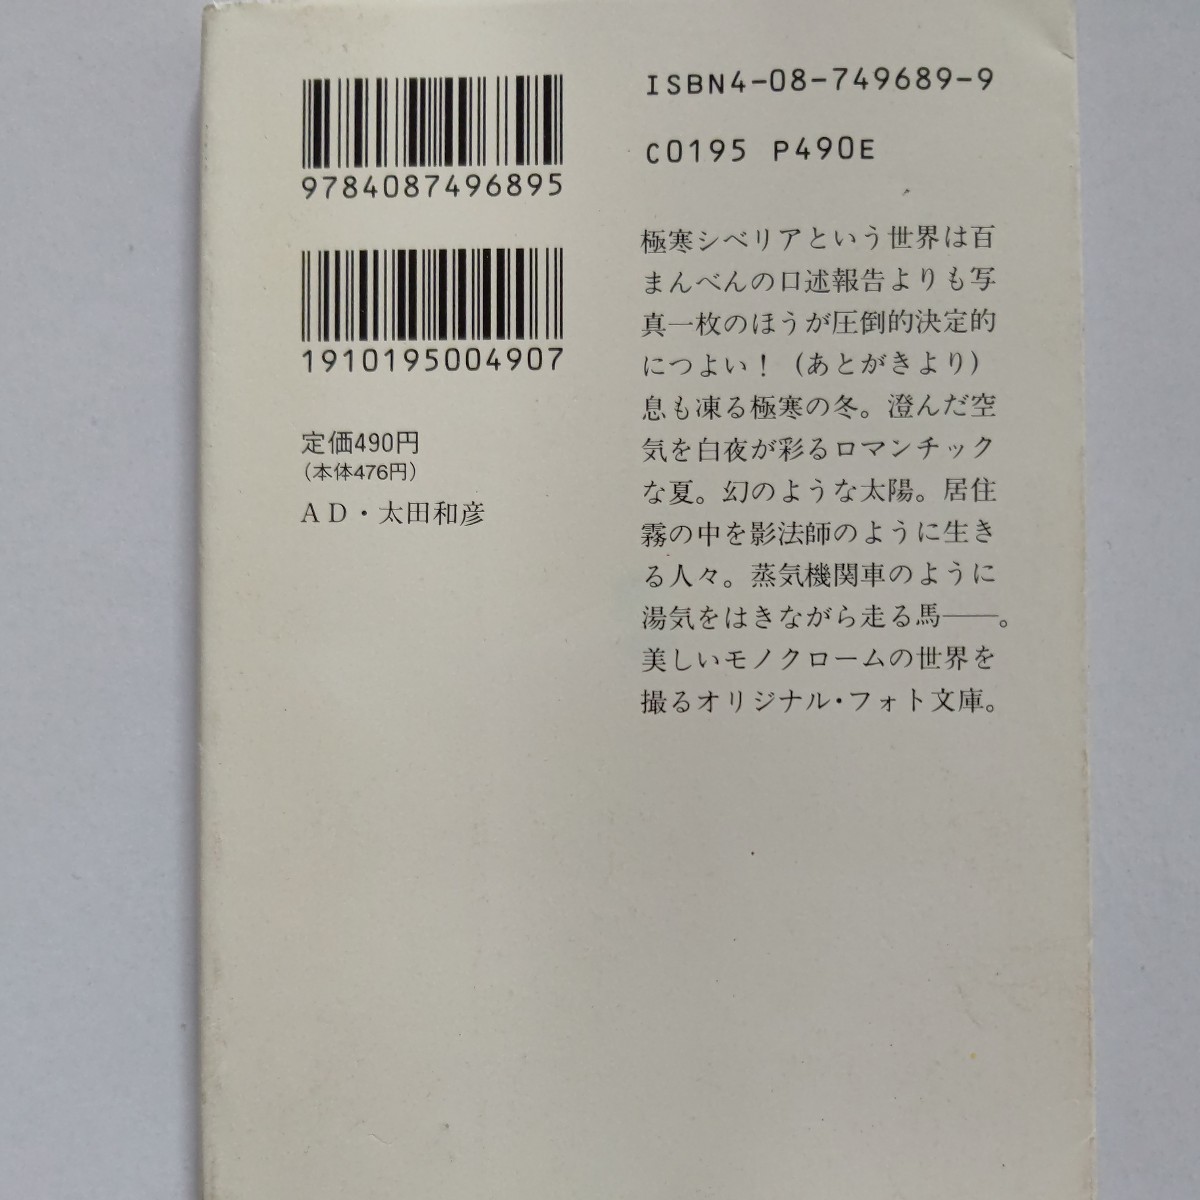 9784087496895
1910195004907
定価490円
（本体476円）
AD・太田和彦
ISBN4-08-749689-9
C0195 P490E
極寒シベリアという世界は百
まんべんの口述報告よりも写
真一枚のほうが圧倒的決定的
につよい！（あとがきより）
息も凍る極寒の冬。澄んだ空
気を白夜が彩るロマンチック
な夏。幻のような太陽。居住
霧の中を影法師のように生き
る人々。蒸気機関車のように
湯気をはきながら走る馬――。
美しいモノクロームの世界を
撮るオリジナル・フォト文庫。